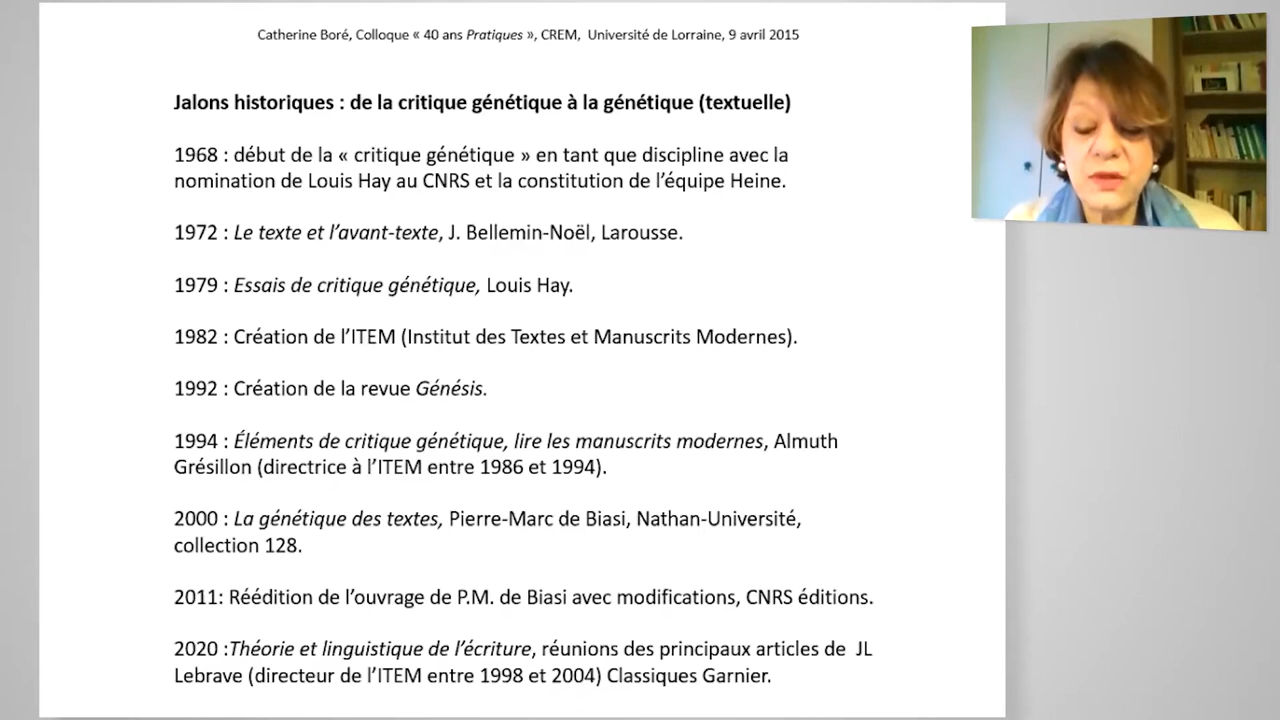 Catherine Boré, Colloque « 40 ans Pratiques », CREM, Université de Lorraine, 9 avril 2015
Jalons historiques : de la critique génétique à la génétique (textuelle)
1968 : début de la « critique génétique » en tant que discipline avec la
nomination de Louis Hay au CNRS et la constitution de l’équipe Heine.
1972 : Le texte et l’avant-texte, J. Bellemin-Noël, Larousse.
1979 : Essais de critique génétique, Louis Hay.
1982 : Création de l’ITEM (Institut des Textes et Manuscrits Modernes).
1992 : Création de la revue Génésis.
1994 : Éléments de critique génétique, lire les manuscrits modernes, Almuth
Grésillon (directrice à l’ITEM entre 1986 et 1994).
2000 : La génétique des textes, Pierre-Marc de Biasi, Nathan-Université,
collection 128.
2011: Réédition de l’ouvrage de P.M. de Biasi avec modifications, CNRS éditions.
2020 :Théorie et linguistique de l’écriture, réunions des principaux articles de JL
Lebrave (directeur de l’ITEM entre 1998 et 2004) Classiques Garnier.